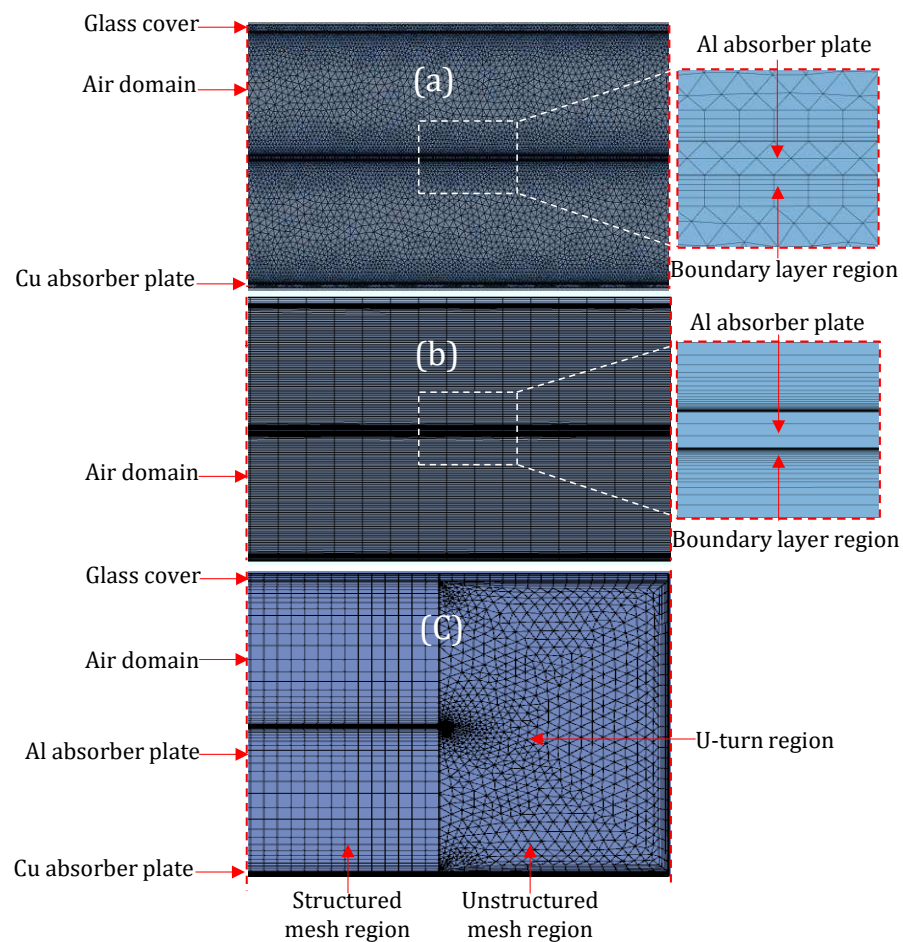 Glass cover
Air domain
(a)
Al absorber plate
Boundary layer region
Cu absorber plate
Al absorber plate
(b)
Air domain
Boundary layer region
Glass cover
(C)
Air domain
Al absorber plate
U-turn region
Cu absorber plate
Structured
mesh region
Unstructured
mesh region